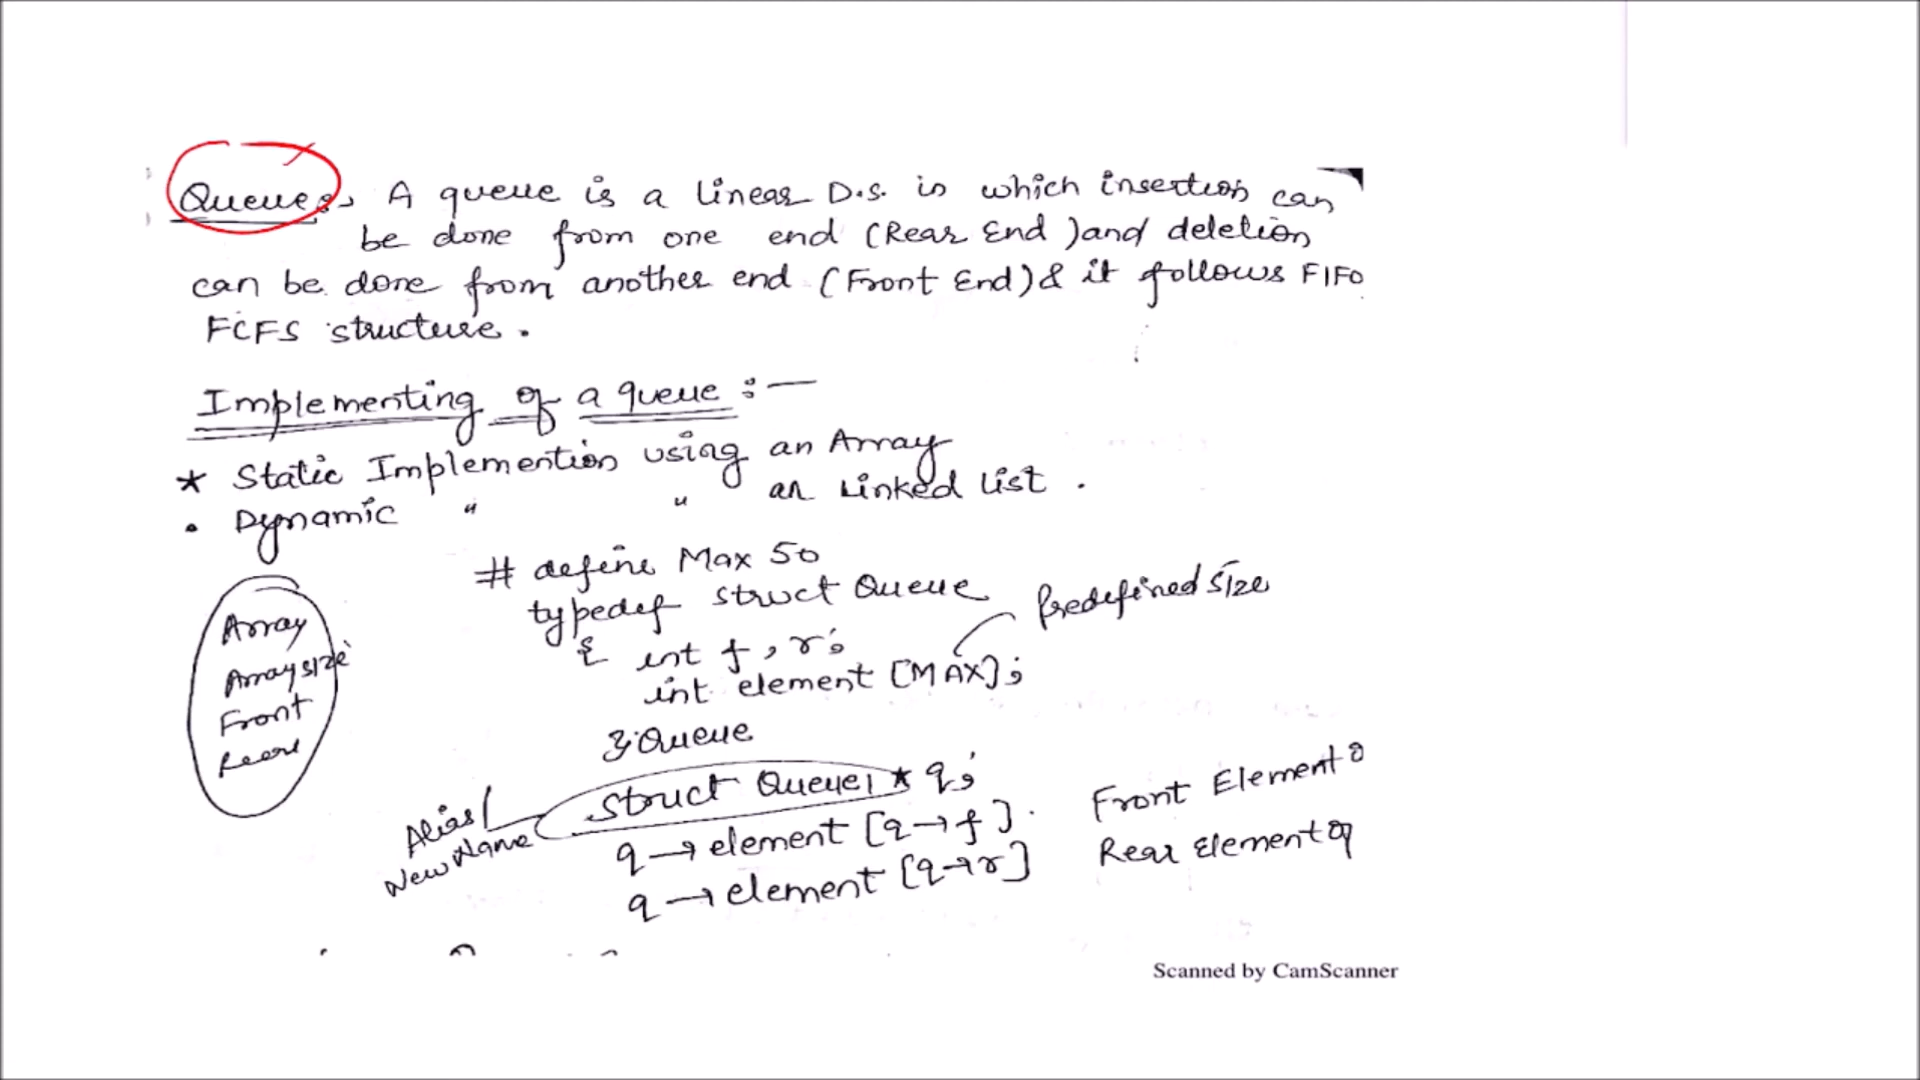 Queue:- A queue is a linear D.S. in which insertion can
be done from one end (Rear End) and deletion
can be done from another end (Front End) & it follows FIFO
FCFS structure.
Implementing of a queue :-
* Static Implemention using an Array
• Dynamic " " an Linked list.
# define Max 50
typedef struct Queue
{ int f, r;
Predefined size
int element [MAX];
} Queue
Array
Array size
Front
Rear
struct Queue, * q;
Alias/
New Name
q → element [q → f].
Front Element of
q → element [q → r]
Rear Element of
Scanned by CamScanner